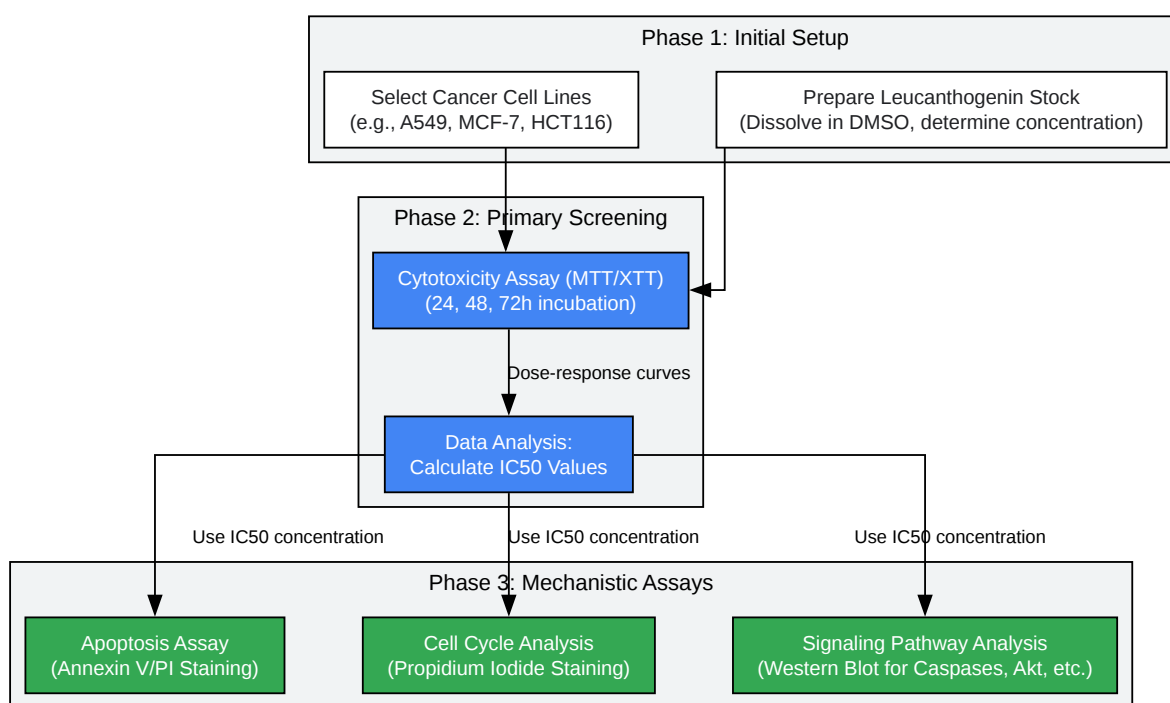 Phase 1: Initial Setup
Select Cancer Cell Lines
(e.g., A549, MCF-7, HCT116)
Prepare Leucanthogenin Stock
(Dissolve in DMSO, determine concentration)
Phase 2: Primary Screening
Cytotoxicity Assay (MTT/XTT)
(24, 48, 72h incubation)
Dose-response curves
Data Analysis:
Calculate IC50 Values
Use IC50 concentration
Use IC50 concentration
Use IC50 concentration
Phase 3: Mechanistic Assays
Apoptosis Assay
(Annexin V/PI Staining)
Cell Cycle Analysis
(Propidium Iodide Staining)
Signaling Pathway Analysis
(Western Blot for Caspases, Akt, etc.)